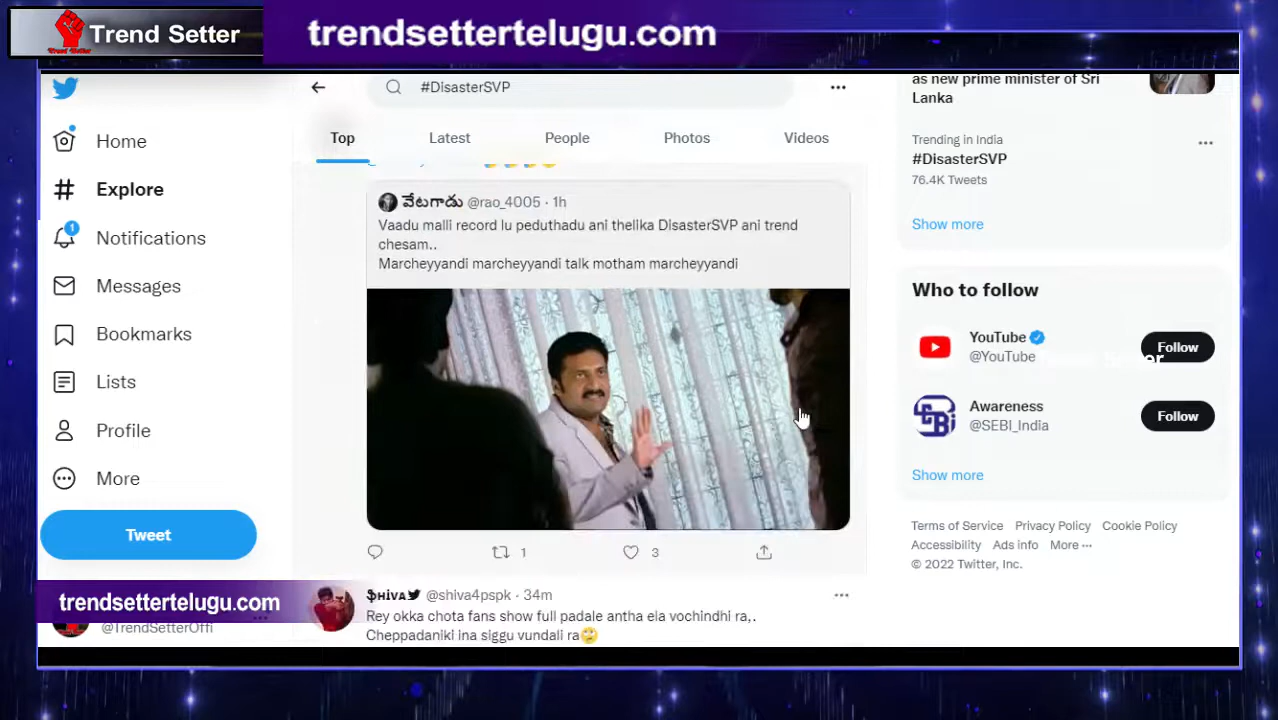 Trend Setter
trendsettertelugu.com
#DisasterSVP
Top
Latest
People
Photos
Videos
Home
Explore
1
Notifications
Messages
Bookmarks
Lists
Profile
More
Tweet
trendsettertelugu.com
@TrendSetterOffi
వేటగాడు @rao_4005 · 1h
Vaadu malli record lu peduthadu ani thelika DisasterSVP ani trend
chesam..
Marcheyyandi marcheyyandi talk motham marcheyyandi
1
3
@shiva4pspk · 34m
Rey okka chota fans show full padale antha ela vochindhi ra,.
Cheppadaniki ina siggu vundali ra🙄
as new prime minister of Sri
Lanka
Trending in India
#DisasterSVP
76.4K Tweets
Show more
Who to follow
YouTube
@YouTube
Follow
Awareness
@SEBI_India
Follow
Show more
Terms of Service Privacy Policy Cookie Policy
Accessibility Ads info More ···
© 2022 Twitter, Inc.